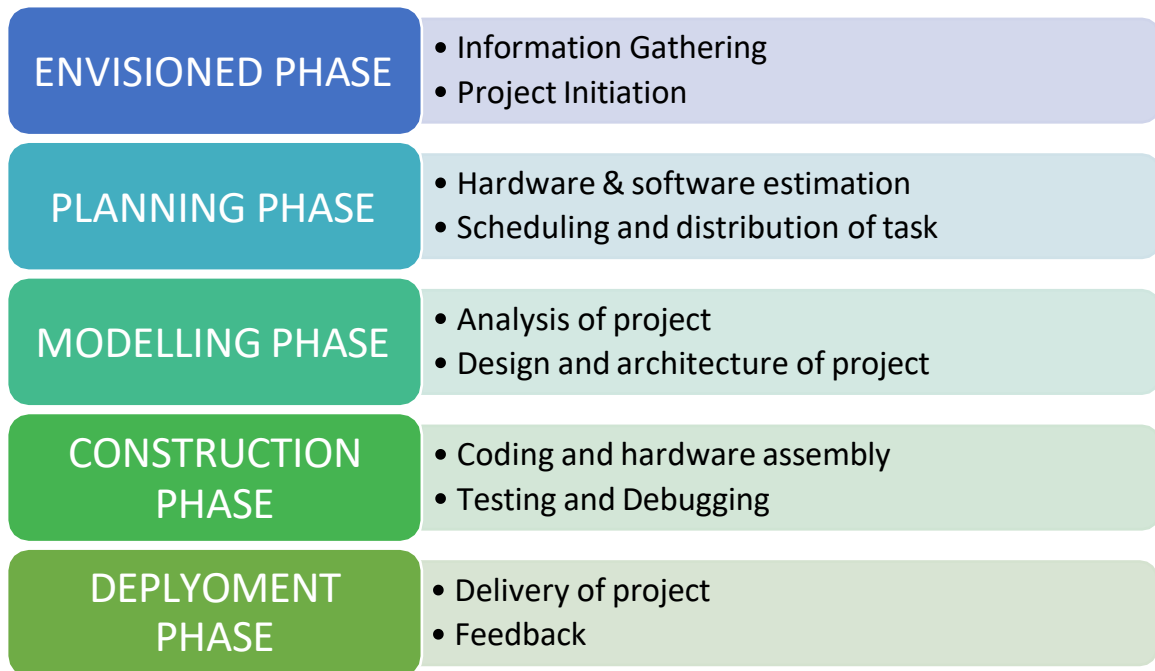 ENVISIONED PHASE
• Information Gathering
• Project Initiation
PLANNING PHASE
• Hardware & software estimation
• Scheduling and distribution of task
MODELLING PHASE
• Analysis of project
• Design and architecture of project
CONSTRUCTION
PHASE
• Coding and hardware assembly
• Testing and Debugging
DEPLYOMENT
PHASE
• Delivery of project
• Feedback